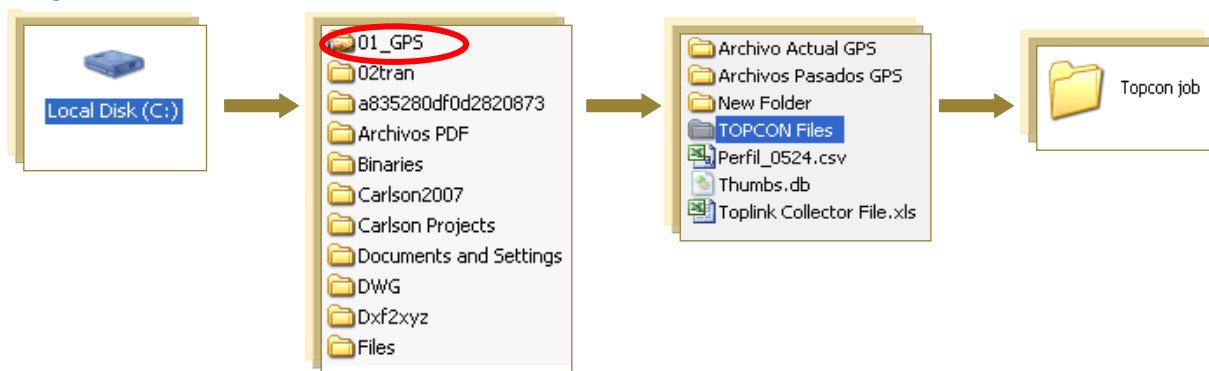 Local Disk (C:)
01_GPS
02tran
a835280df0d2820873
Archivos PDF
Binaries
Carlson2007
Carlson Projects
Documents and Settings
DWG
Dxf2xyz
Files
Archivo Actual GPS
Archivos Pasados GPS
New Folder
TOPCON Files
Perfil_0524.csv
Thumbs.db
Toplink Collector File.xls
Topcon job